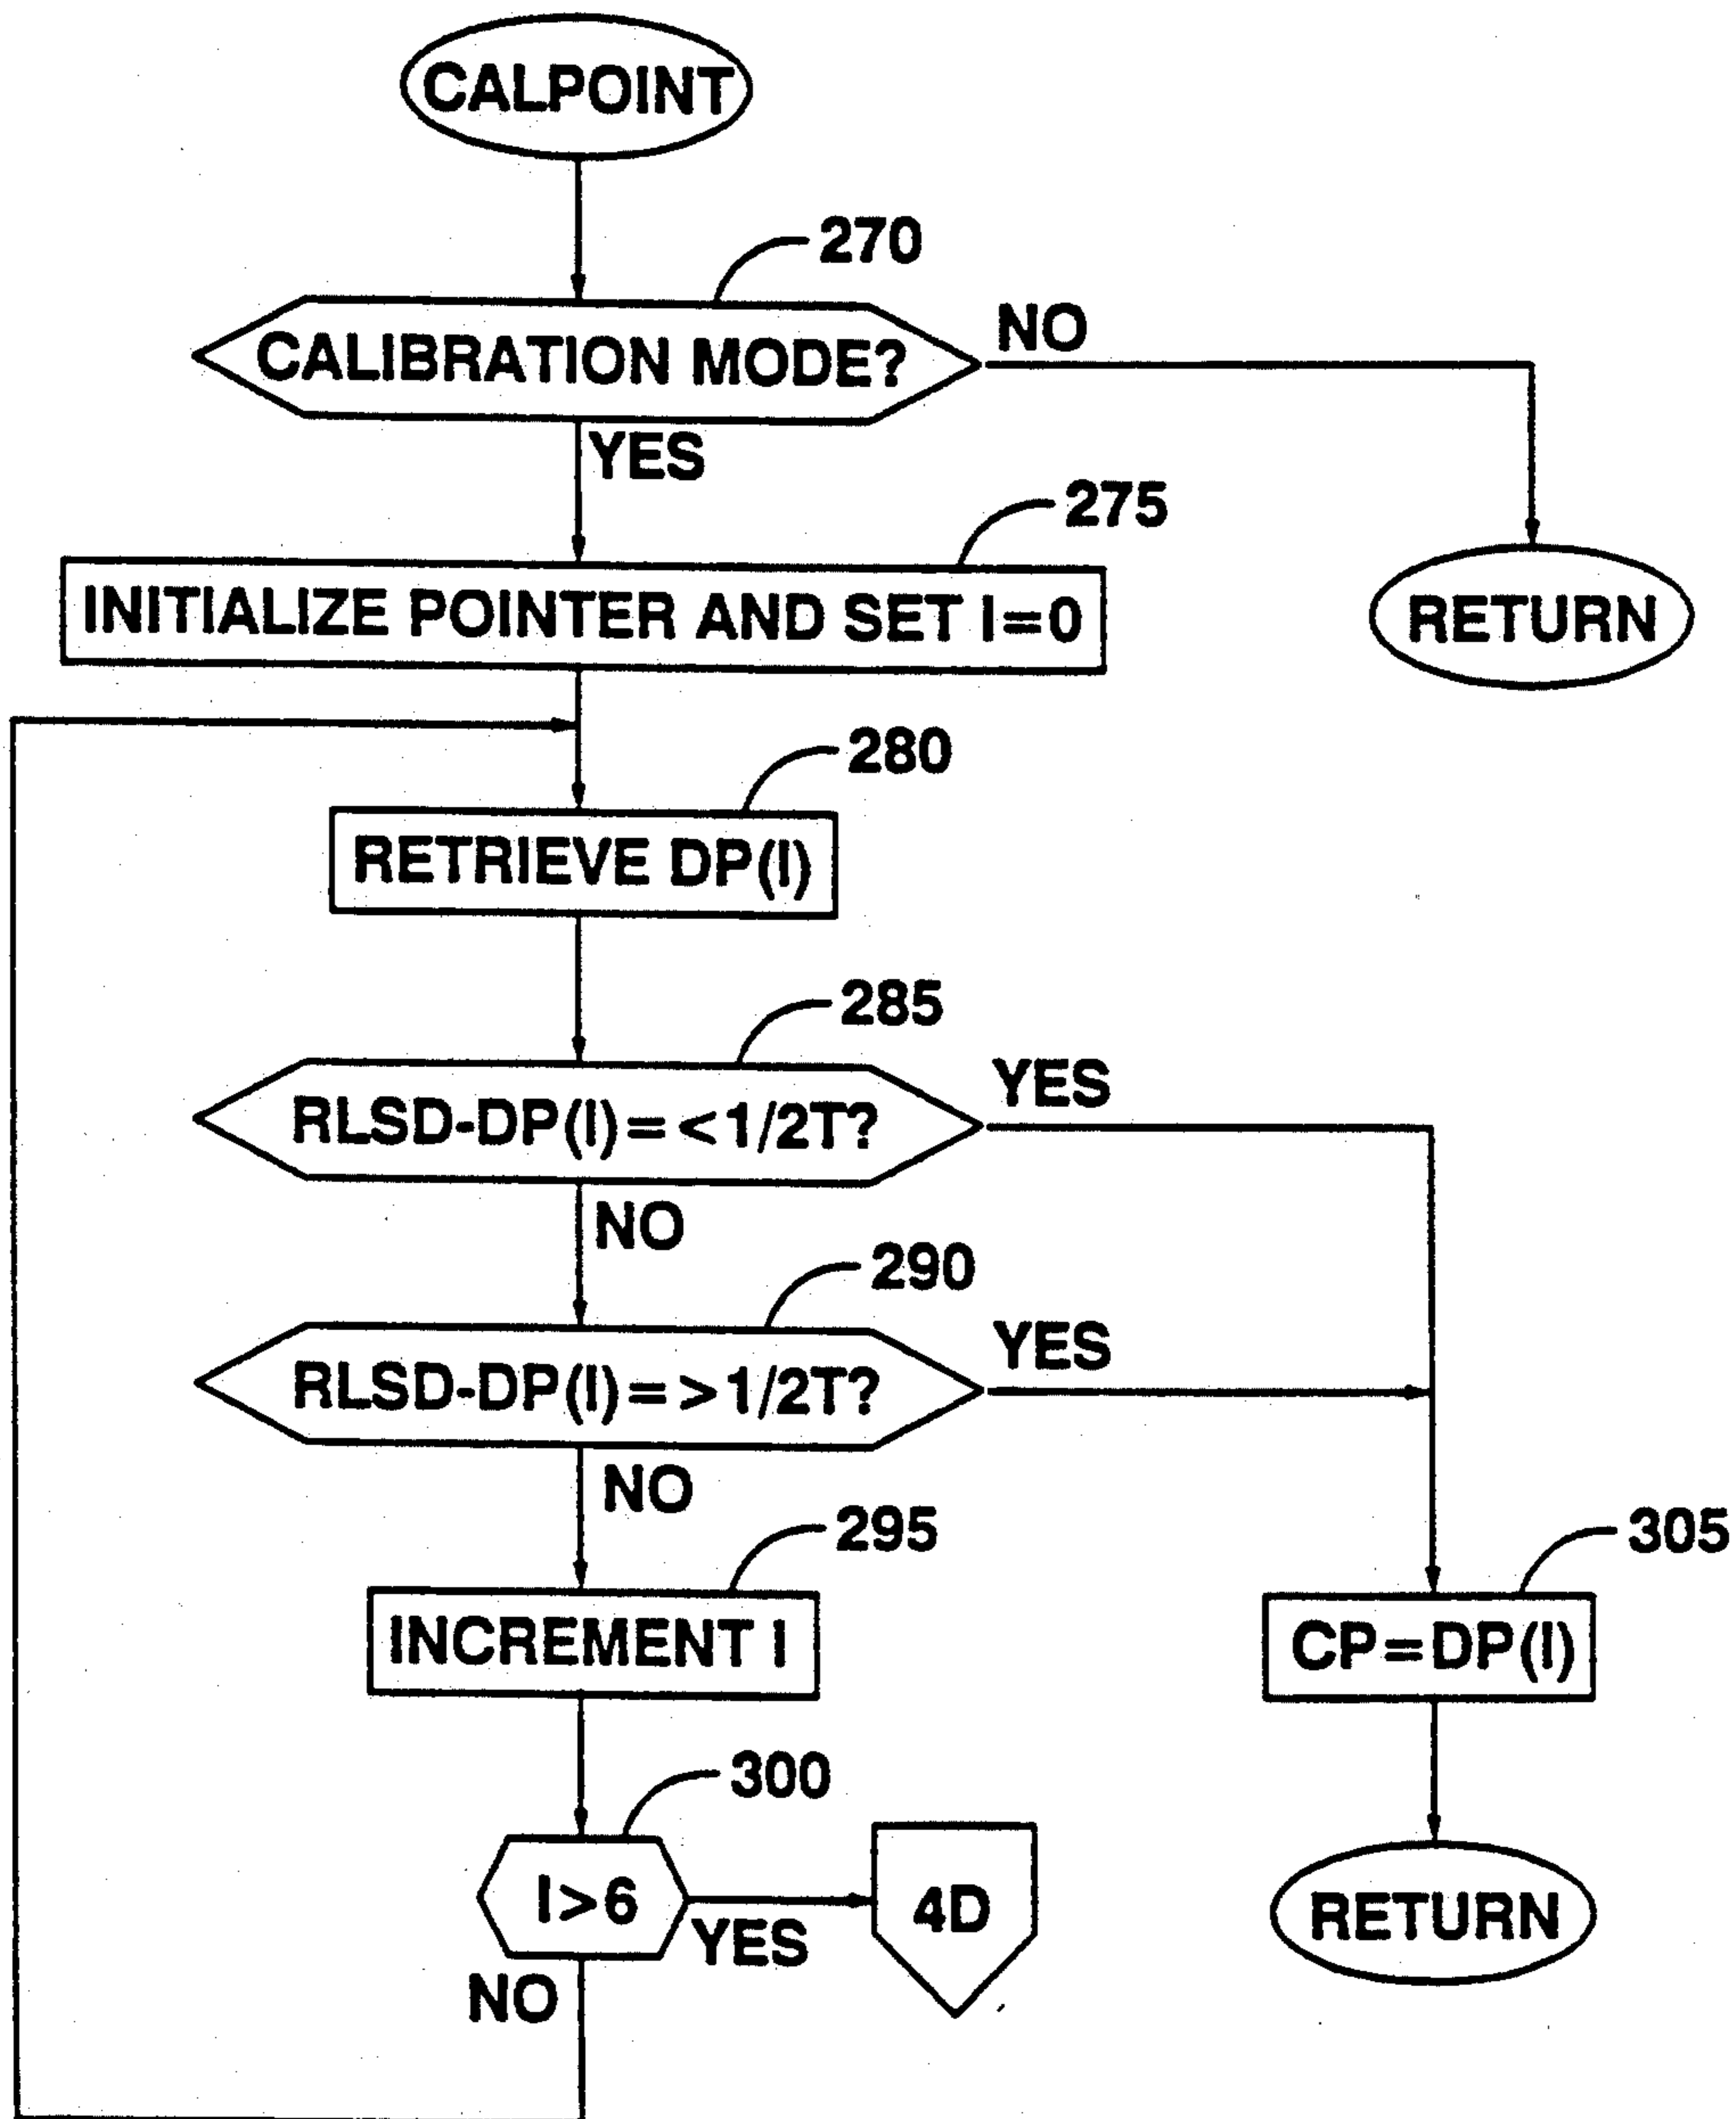 CALPOINT
270
CALIBRATION MODE?
NO
YES
275
INITIALIZE POINTER AND SET I=0
RETURN
280
RETRIEVE DP(I)
285
RLSD-DP(I)=<1/2T?
YES
NO
290
RLSD-DP(I)=>1/2T?
YES
NO
295
INCREMENT I
305
CP=DP(I)
300
I>6
YES
4D
NO
RETURN